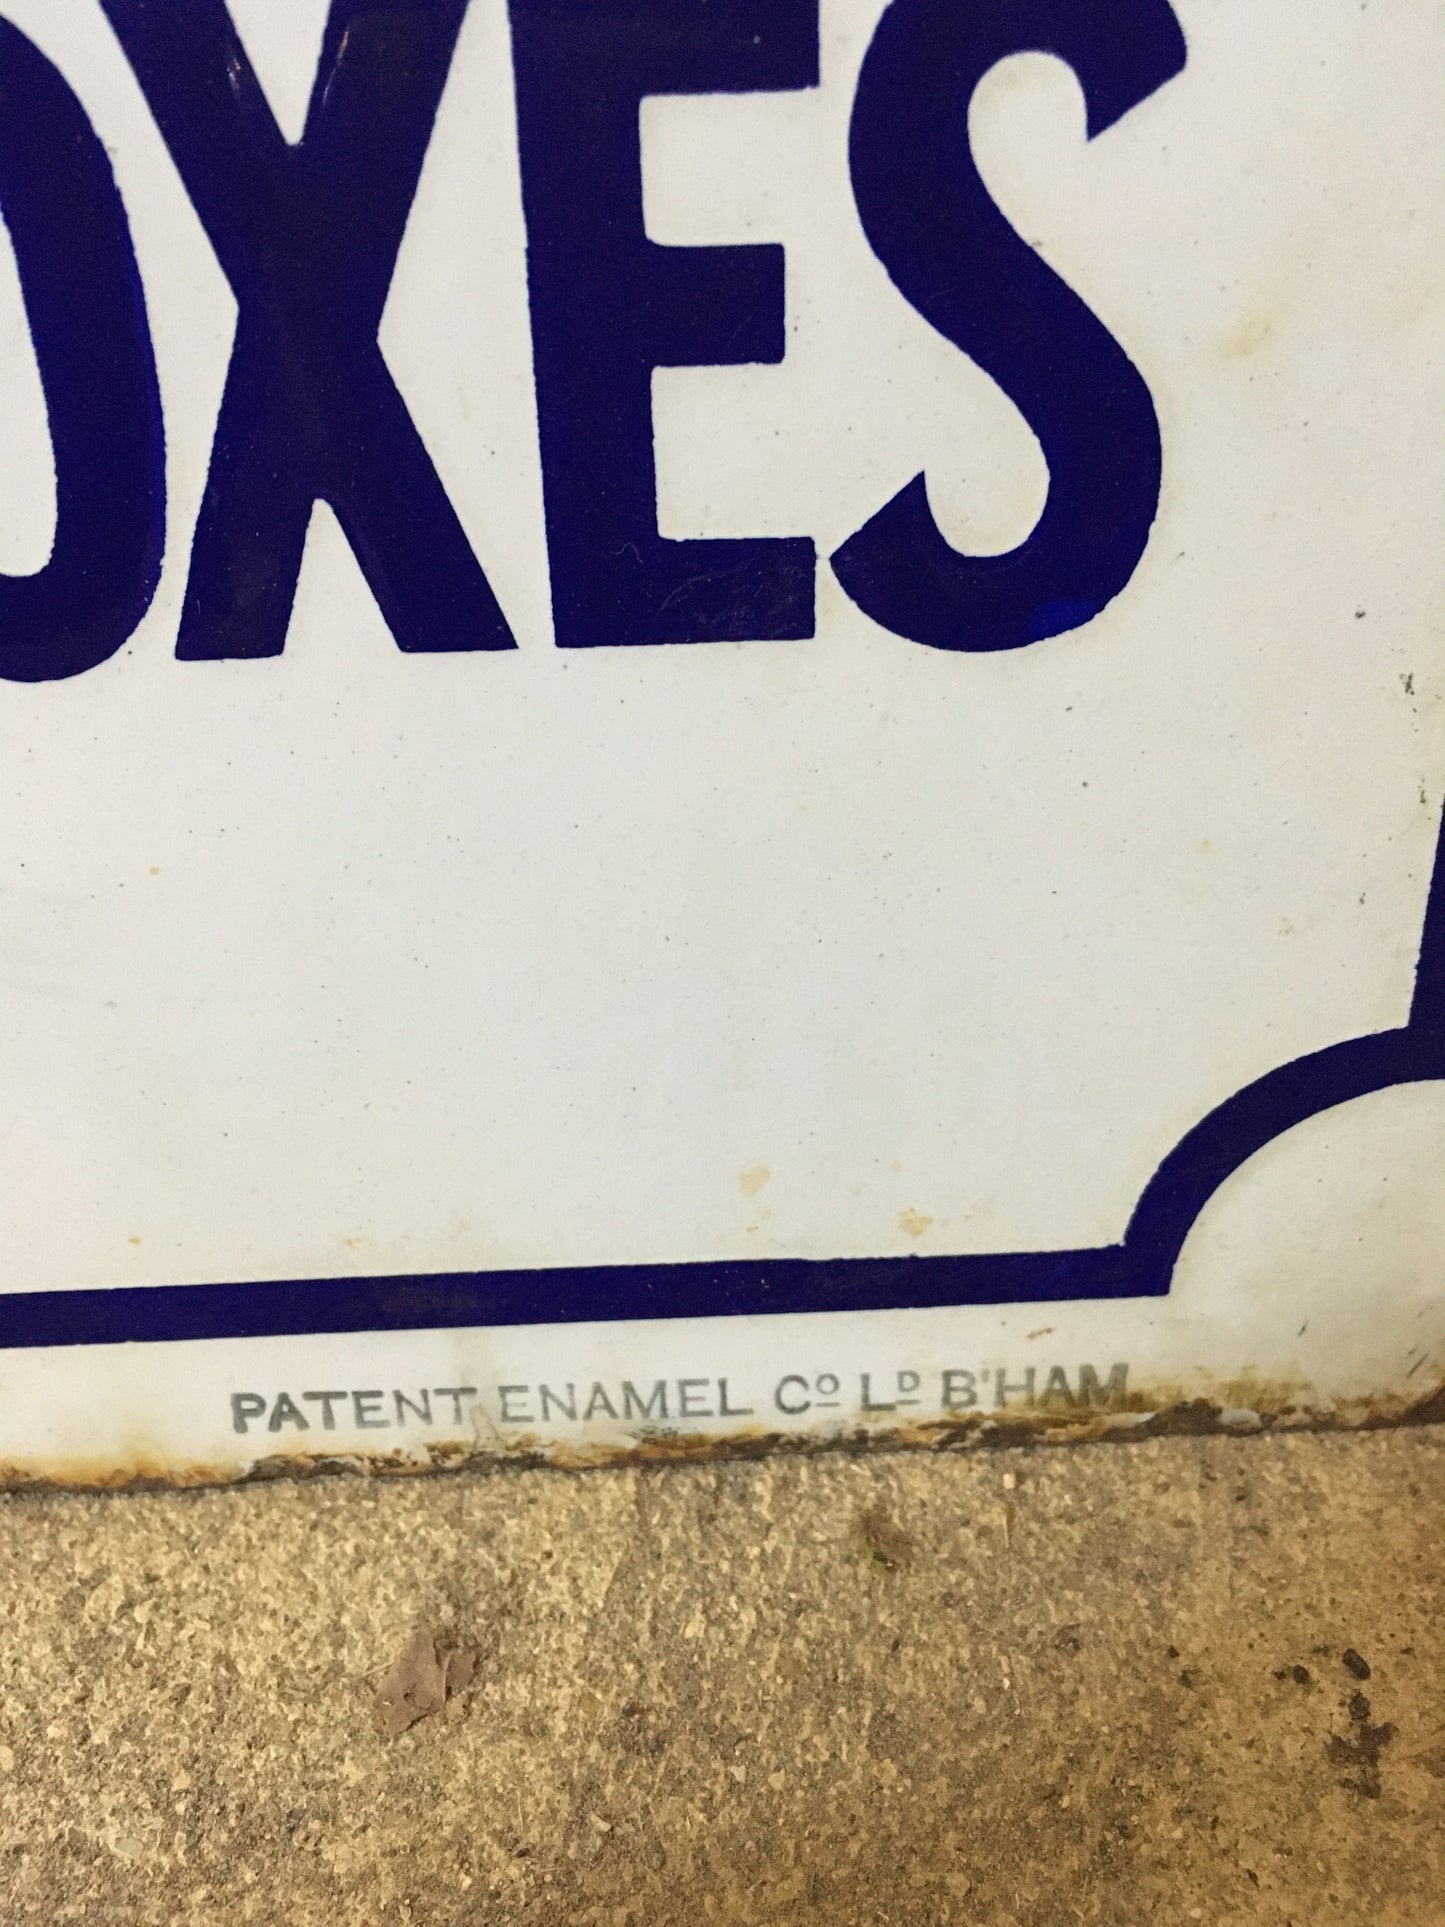 OXES
PATENT ENAMEL Cº Lᴰ B'HAM